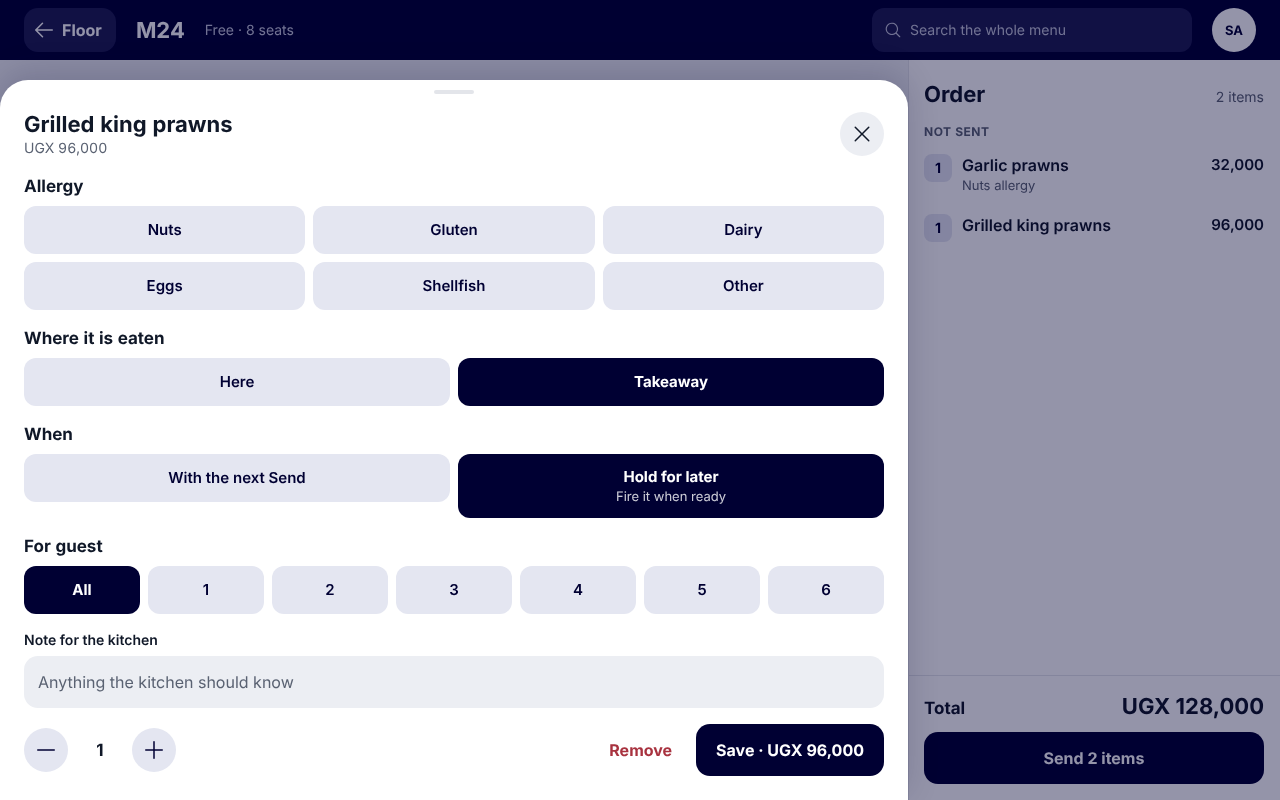 Floor
M24
Free · 8 seats
Search the whole menu
SA
Grilled king prawns
UGX 96,000
Allergy
Nuts
Gluten
Dairy
Eggs
Shellfish
Other
Where it is eaten
Here
Takeaway
When
With the next Send
Hold for later
Fire it when ready
For guest
All
1
2
3
4
5
6
Note for the kitchen
Anything the kitchen should know
1
Remove
Save · UGX 96,000
Order
2 items
NOT SENT
1
Garlic prawns
32,000
Nuts allergy
1
Grilled king prawns
96,000
Total
UGX 128,000
Send 2 items